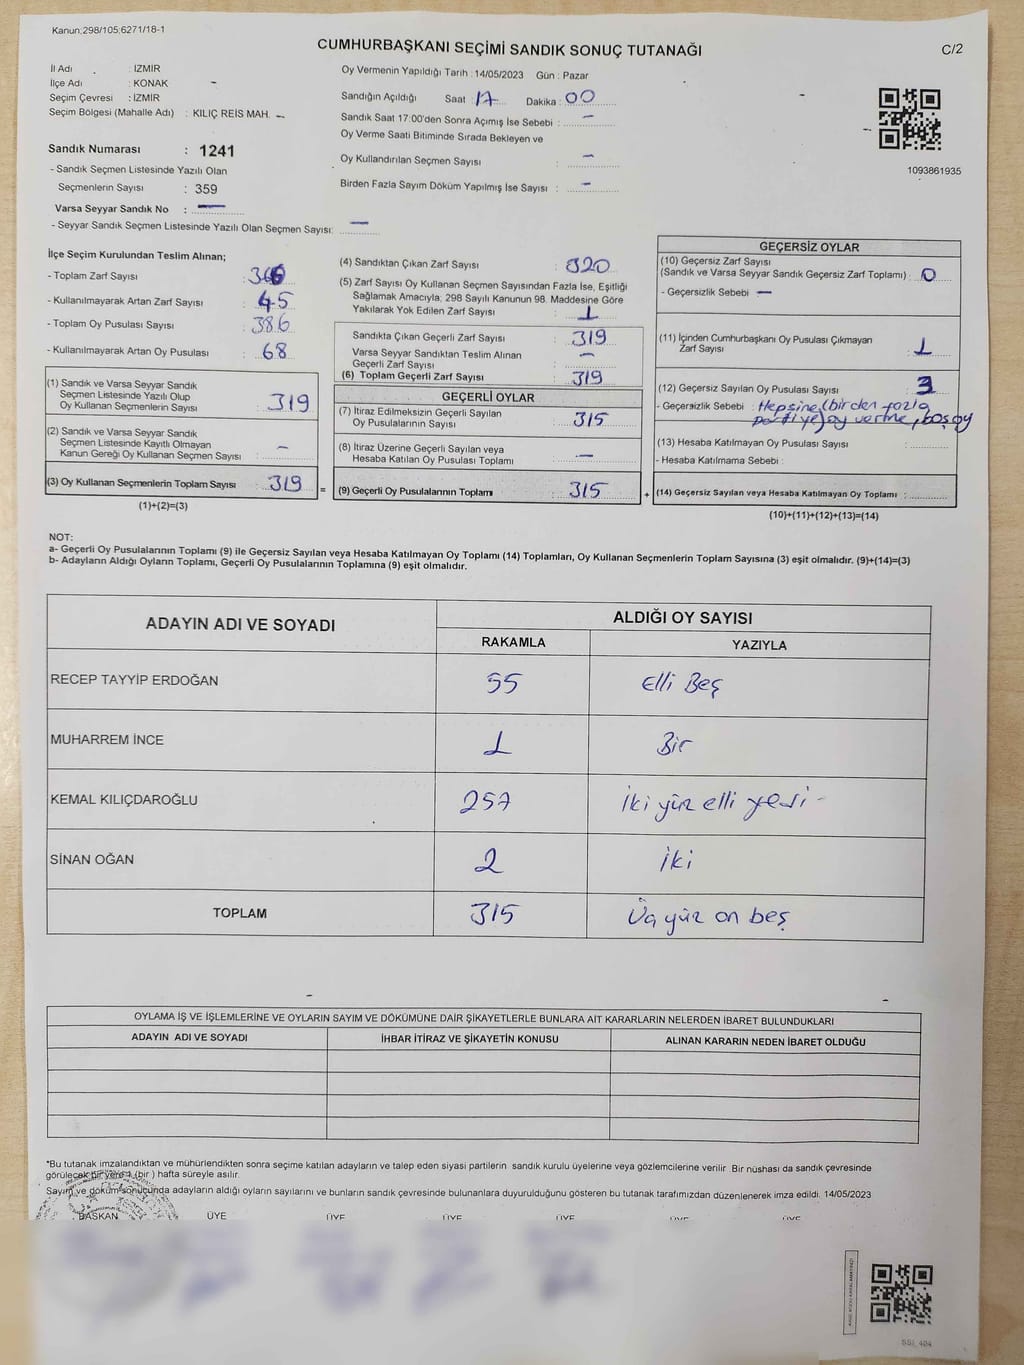 Kanun:298/105;6271/18-1
CUMHURBAŞKANI SEÇİMİ SANDIK SONUÇ TUTANAĞI
C/2
İl Adı : İZMİR
İlçe Adı : KONAK
Seçim Çevresi : İZMİR
Seçim Bölgesi (Mahalle Adı) : KILIÇ REİS MAH.
Sandık Numarası : 1241
- Sandık Seçmen Listesinde Yazılı Olan
Seçmenlerin Sayısı : 359
Varsa Seyyar Sandık No : —
- Seyyar Sandık Seçmen Listesinde Yazılı Olan Seçmen Sayısı: —
Oy Vermenin Yapıldığı Tarih : 14/05/2023 Gün : Pazar
Sandığın Açıldığı Saat : 17 Dakika : 00
Sandık Saat 17:00'den Sonra Açımış İse Sebebi : —
Oy Verme Saati Bitiminde Sırada Bekleyen ve
Oy Kullandırılan Seçmen Sayısı : —
Birden Fazla Sayım Döküm Yapılmış İse Sayısı : —
1093861935
İlçe Seçim Kurulundan Teslim Alınan;
- Toplam Zarf Sayısı :
- Kullanılmayarak Artan Zarf Sayısı : 45
- Toplam Oy Pusulası Sayısı : 386
- Kullanılmayarak Artan Oy Pusulası : 68
(1) Sandık ve Varsa Seyyar Sandık
Seçmen Listesinde Yazılı Olup
Oy Kullanan Seçmenlerin Sayısı : 319
(2) Sandık ve Varsa Seyyar Sandık
Seçmen Listesinde Kayıtlı Olmayan
Kanun Gereği Oy Kullanan Seçmen Sayısı : —
(3) Oy Kullanan Seçmenlerin Toplam Sayısı : 319 =
(1)+(2)=(3)
(4) Sandıktan Çıkan Zarf Sayısı : 320
(5) Zarf Sayısı Oy Kullanan Seçmen Sayısından Fazla İse, Eşitliği
Sağlamak Amacıyla; 298 Sayılı Kanunun 98. Maddesine Göre
Yakılarak Yok Edilen Zarf Sayısı : 1
Sandıkta Çıkan Geçerli Zarf Sayısı : 319
Varsa Seyyar Sandıktan Teslim Alınan
Geçerli Zarf Sayısı : —
(6) Toplam Geçerli Zarf Sayısı : 319
GEÇERLİ OYLAR
(7) İtiraz Edilmeksizin Geçerli Sayılan
Oy Pusulalarının Sayısı : 315
(8) İtiraz Üzerine Geçerli Sayılan veya
Hesaba Katılan Oy Pusulası Toplamı : —
(9) Geçerli Oy Pusulalarının Toplamı : 315 +
GEÇERSİZ OYLAR
(10) Geçersiz Zarf Sayısı
(Sandık ve Varsa Seyyar Sandık Geçersiz Zarf Toplamı) : 0
- Geçersizlik Sebebi : —
(11) İçinden Cumhurbaşkanı Oy Pusulası Çıkmayan
Zarf Sayısı : 1
(12) Geçersiz Sayılan Oy Pusulası Sayısı : 3
- Geçersizlik Sebebi : Hepsine (birden fazla
partiye) oy verme, boş oy
(13) Hesaba Katılmayan Oy Pusulası Sayısı :
- Hesaba Katılmama Sebebi :
(14) Geçersiz Sayılan veya Hesaba Katılmayan Oy Toplamı :
(10)+(11)+(12)+(13)=(14)
NOT:
a- Geçerli Oy Pusulalarının Toplamı (9) ile Geçersiz Sayılan veya Hesaba Katılmayan Oy Toplamı (14) Toplamları, Oy Kullanan Seçmenlerin Toplam Sayısına (3) eşit olmalıdır. (9)+(14)=(3)
b- Adayların Aldığı Oyların Toplamı, Geçerli Oy Pusulalarının Toplamına (9) eşit olmalıdır.
ADAYIN ADI VE SOYADI ALDIĞI OY SAYISI
RAKAMLA YAZIYLA
RECEP TAYYİP ERDOĞAN 55 Elli Beş
MUHARREM İNCE 1 Bir
KEMAL KILIÇDAROĞLU 257 İki yüz elli yedi -
SİNAN OĞAN 2 İki
TOPLAM 315 Üç yüz on beş
OYLAMA İŞ VE İŞLEMLERİNE VE OYLARIN SAYIM VE DÖKÜMÜNE DAİR ŞİKAYETLERLE BUNLARA AİT KARARLARIN NELERDEN İBARET BULUNDUKLARI
ADAYIN ADI VE SOYADI İHBAR İTİRAZ VE ŞİKAYETİN KONUSU ALINAN KARARIN NEDEN İBARET OLDUĞU
*Bu tutanak imzalandıktan ve mühürlendikten sonra seçime katılan adayların ve talep eden siyasi partilerin sandık kurulu üyelerine veya gözlemcilerine verilir. Bir nüshası da sandık çevresinde
görülecek bir yere 1 (bir) hafta süreyle asılır.
Sayım ve döküm sonucunda adayların aldığı oyların sayılarını ve bunların sandık çevresinde bulunanlara duyurulduğunu gösteren bu tutanak tarafımızdan düzenlenerek imza edildi. 14/05/2023
BAŞKAN ÜYE ÜYE ÜYE ÜYE ÜYE ÜYE